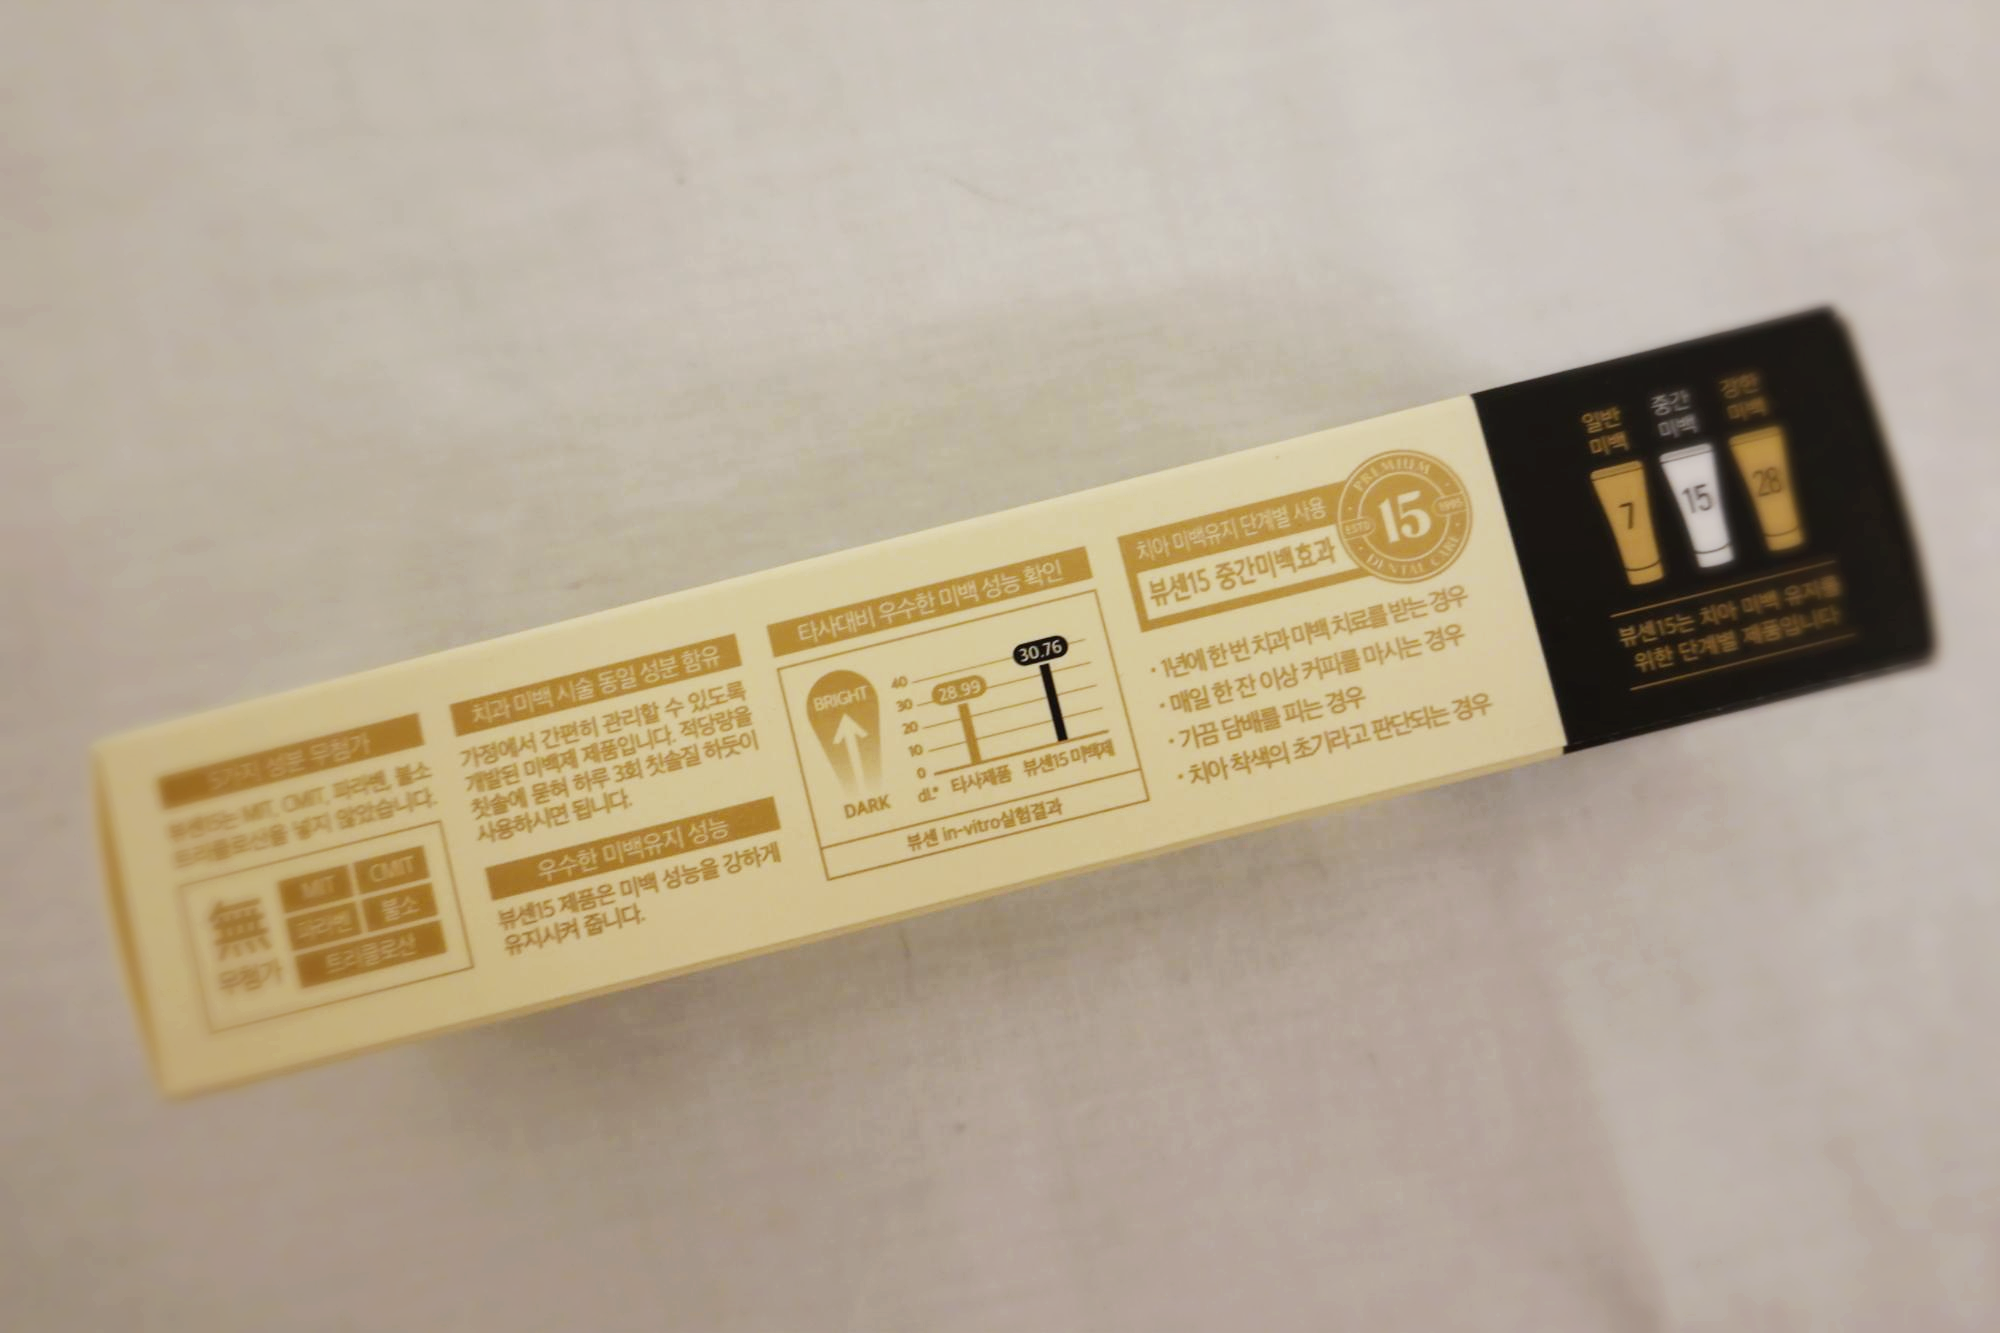 5가지 성분 무첨가
뷰센15는 MIT, CMIT, 파라벤, 불소
트리클로산을 넣지 않았습니다.
無
무첨가
MIT
CMIT
파라벤
불소
트리클로산
치과 미백 시술 동일 성분 함유
가정에서 간편히 관리할 수 있도록
개발된 미백제 제품입니다. 적당량을
칫솔에 묻혀 하루 3회 칫솔질 하듯이
사용하시면 됩니다.
우수한 미백유지 성능
뷰센15 제품은 미백 성능을 강하게
유지시켜 줍니다.
타사대비 우수한 미백 성능 확인
BRIGHT
DARK
40
30
20
10
0
dL*
28.99
30.76
타사제품
뷰센15 미백제
뷰센 in-vitro실험결과
치아 미백유지 단계별 사용
뷰센15 중간미백효과
PREMIUM
ESTD
15
1995
DENTAL CARE
· 1년에 한 번 치과 미백 치료를 받는 경우
· 매일 한 잔 이상 커피를 마시는 경우
· 가끔 담배를 피는 경우
· 치아 착색의 초기라고 판단되는 경우
일반
미백
중간
미백
강한
미백
7
15
28
뷰센15는 치아 미백 유지를
위한 단계별 제품입니다